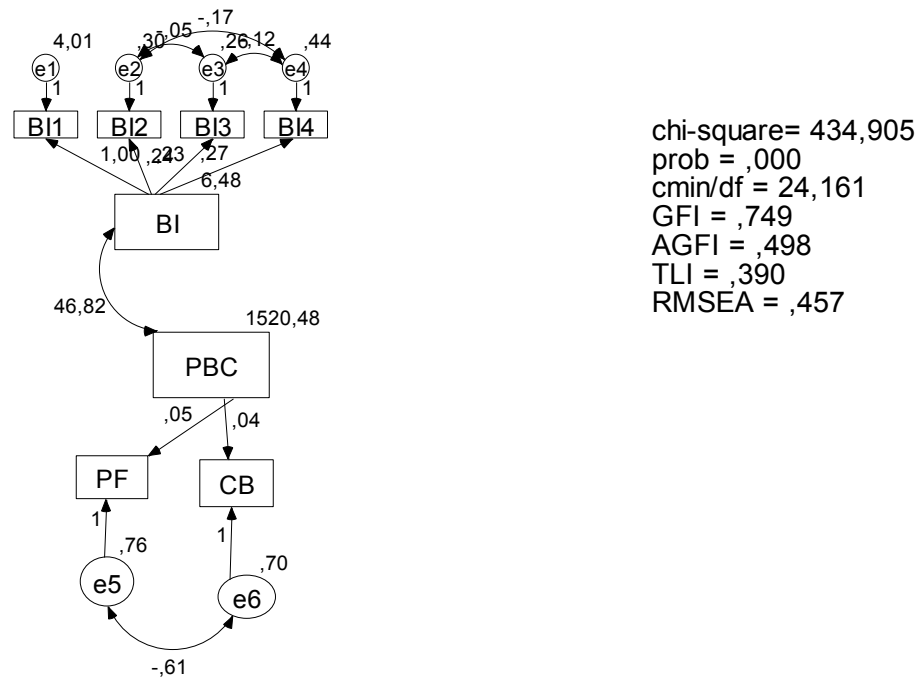 -,17
-,05
4,01
,30
,26
-,12
,44
e1
e2
e3
e4
1
1
1
1
BI1
BI2
BI3
BI4
1,00
,24
,23
,27
6,48
BI
46,82
1520,48
PBC
,05
,04
PF
CB
1
1
,76
,70
e5
e6
-,61
chi-square= 434,905
prob = ,000
cmin/df = 24,161
GFI = ,749
AGFI = ,498
TLI = ,390
RMSEA = ,457